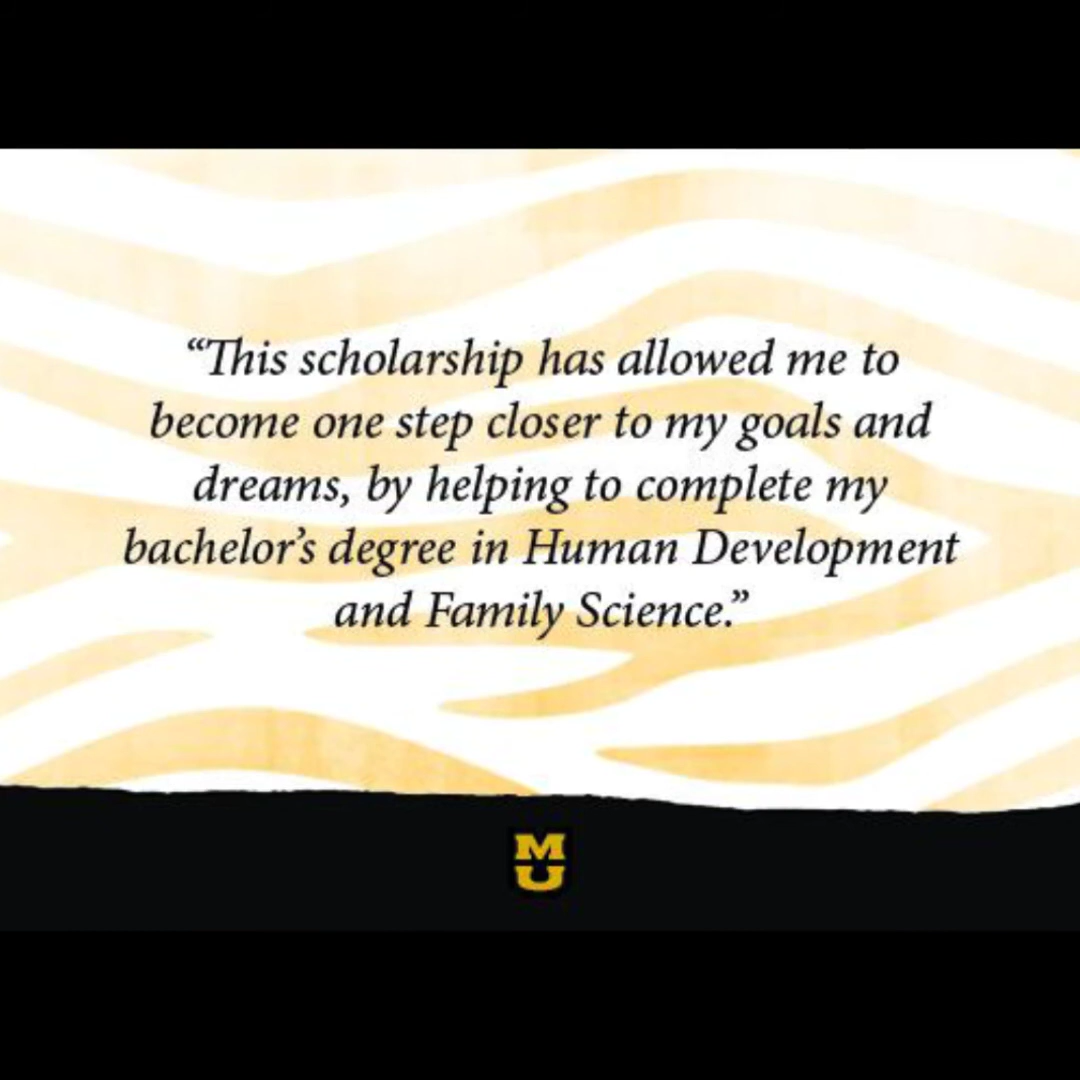 “This scholarship has allowed me to
become one step closer to my goals and
dreams, by helping to complete my
bachelor’s degree in Human Development
and Family Science.”
M
U